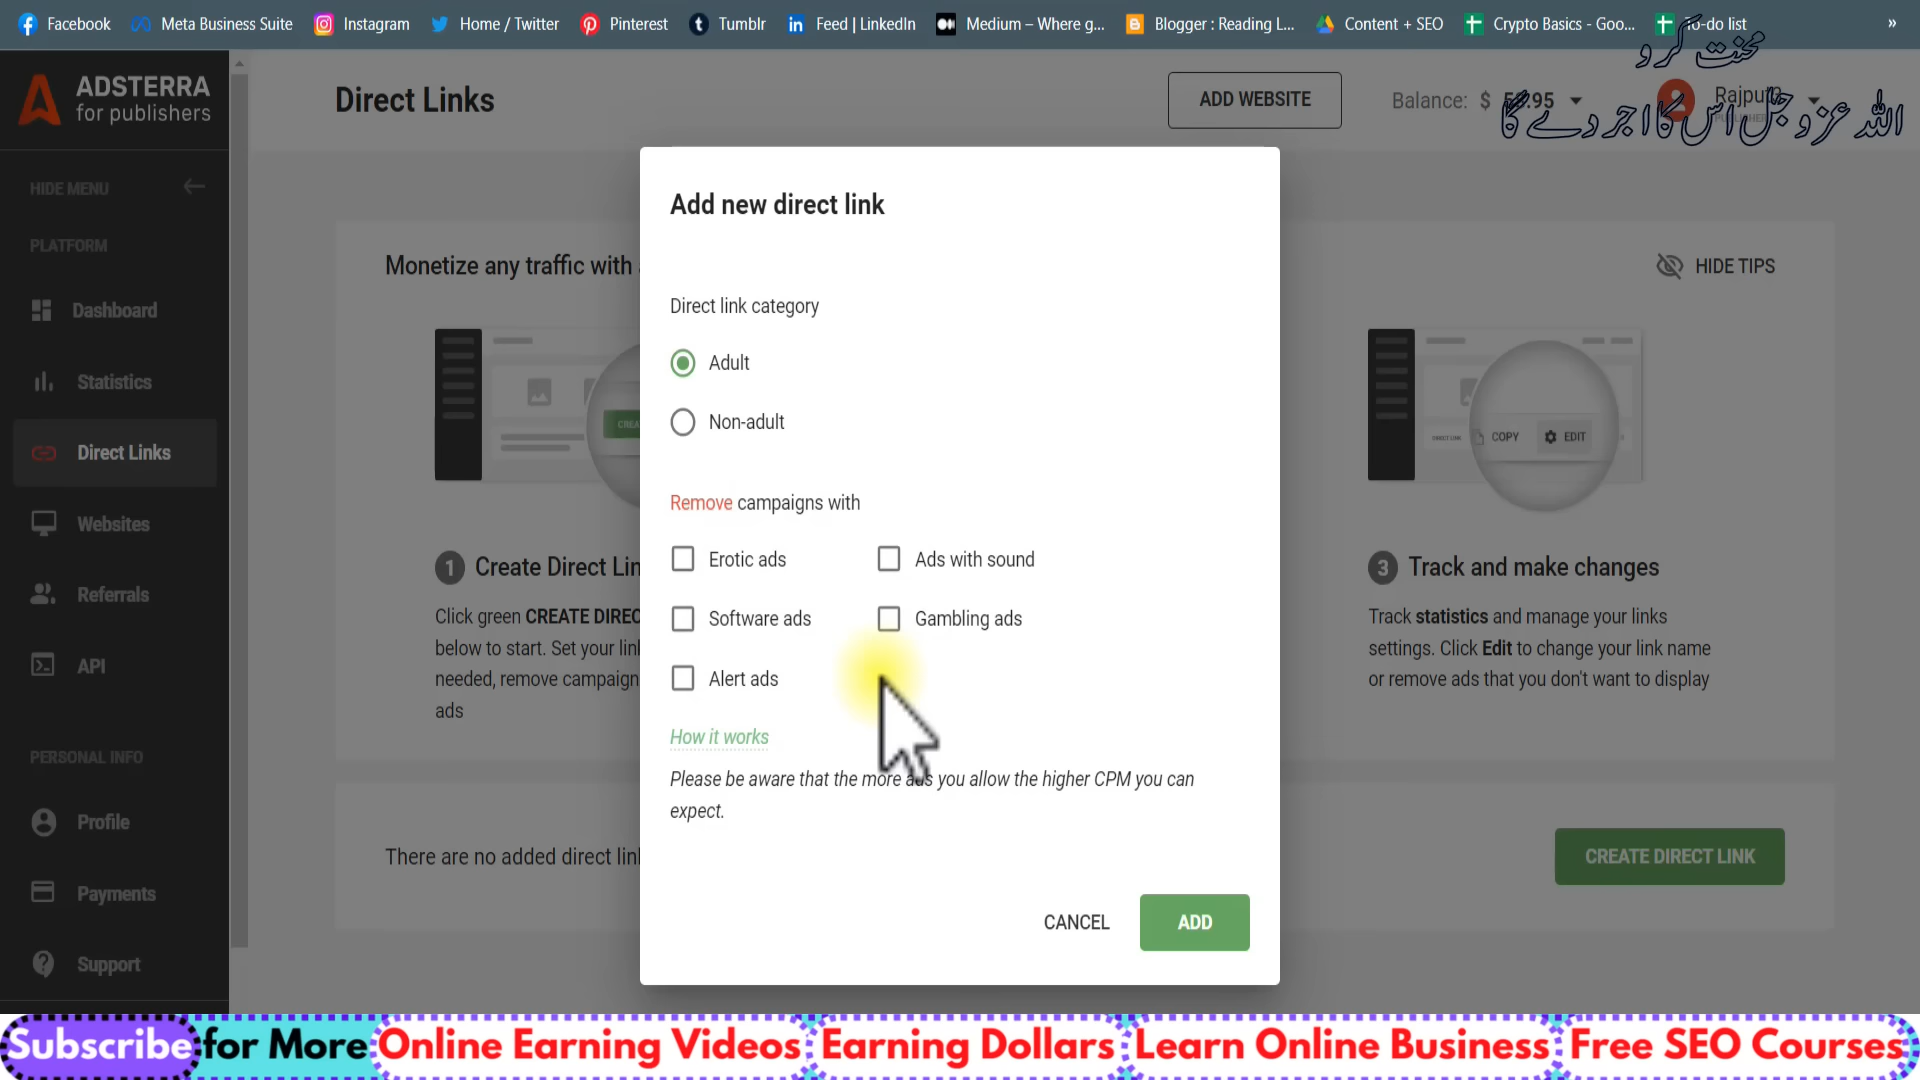 Facebook Meta Business Suite Instagram Home / Twitter Pinterest Tumblr Feed | LinkedIn Medium – Where g... Blogger : Reading L... Content + SEO Crypto Basics - Goo... To-do list »
محنت کرو
اللہ عزوجل اس کا اجر دے گا
ADSTERRA
for publishers
Direct Links
ADD WEBSITE
Balance: $
HIDE MENU
PLATFORM
Dashboard
Statistics
Direct Links
Websites
Referrals
API
PERSONAL INFO
Profile
Payments
Support
Monetize any traffic with
HIDE TIPS
COPY EDIT
1 Create Direct Lin
Click green CREATE DIREC
below to start. Set your link
needed, remove campaign
ads
3 Track and make changes
Track statistics and manage your links
settings. Click Edit to change your link name
or remove ads that you don't want to display
There are no added direct link
CREATE DIRECT LINK
Add new direct link
Direct link category
Adult
Non-adult
Remove campaigns with
Erotic ads Ads with sound
Software ads Gambling ads
Alert ads
How it works
Please be aware that the more ads you allow the higher CPM you can
expect.
CANCEL ADD
Subscribe for More Online Earning Videos Earning Dollars Learn Online Business Free SEO Courses